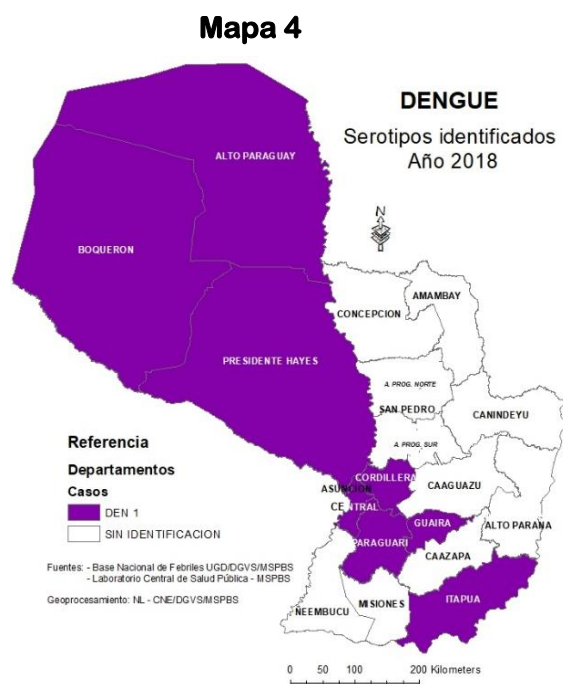 Mapa 4
DENGUE
Serotipos identificados
Año 2018
N
ALTO PARAGUAY
BOQUERON
PRESIDENTE HAYES
CONCEPCION
AMAMBAY
A. PROG. NORTE
SAN PEDRO
CANINDEYU
A. PROG. SUR
CORDILLERA
ASUNCION
CAAGUAZU
CENTRAL
GUAIRA
ALTO PARANA
PARAGUARI
CAAZAPA
ITAPUA
MISIONES
ÑEEMBUCU
Referencia
Departamentos
Casos
DEN 1
SIN IDENTIFICACION
Fuentes: - Base Nacional de Febriles UGD/DGVS/MSPBS
- Laboratorio Central de Salud Pública - MSPBS
Geoprocesamiento: NL - CNE/DGVS/MSPBS
0 50 100 200 Kilometers